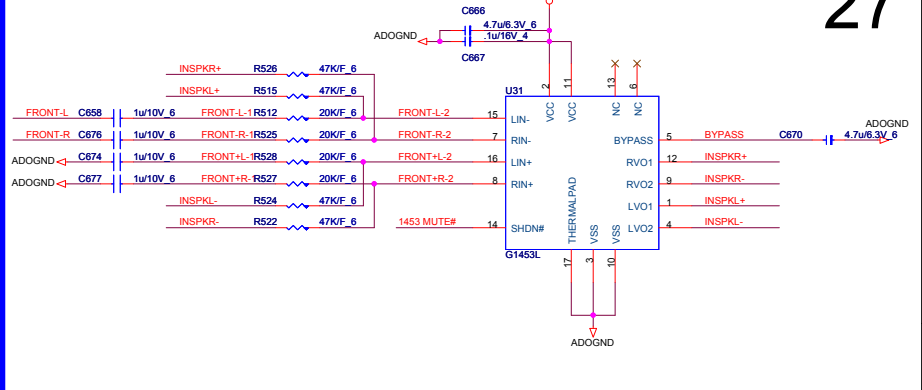 27
C666
4.7u/6.3V_6
ADOGND
.1u/16V_4
C667
INSPKR+ R526 47K/F_6
INSPKL+ R515 47K/F_6
U31
2 11 13 6
VCC VCC NC NC
FRONT-L C658 1u/10V_6 FRONT-L-1 R512 20K/F_6 FRONT-L-2 15 LIN-
FRONT-R C676 1u/10V_6 FRONT-R-1 R525 20K/F_6 FRONT-R-2 7 RIN- BYPASS 5 BYPASS C670 4.7u/6.3V_6 ADOGND
ADOGND C674 1u/10V_6 FRONT+L-1 R528 20K/F_6 FRONT+L-2 16 LIN+ RVO1 12 INSPKR+
ADOGND C677 1u/10V_6 FRONT+R-1 R527 20K/F_6 FRONT+R-2 8 RIN+ RVO2 9 INSPKR-
INSPKL- R524 47K/F_6 LVO1 1 INSPKL+
INSPKR- R522 47K/F_6 1453 MUTE# 14 SHDN# LVO2 4 INSPKL-
THERMALPAD VSS VSS
G1453L
17 3 10
ADOGND